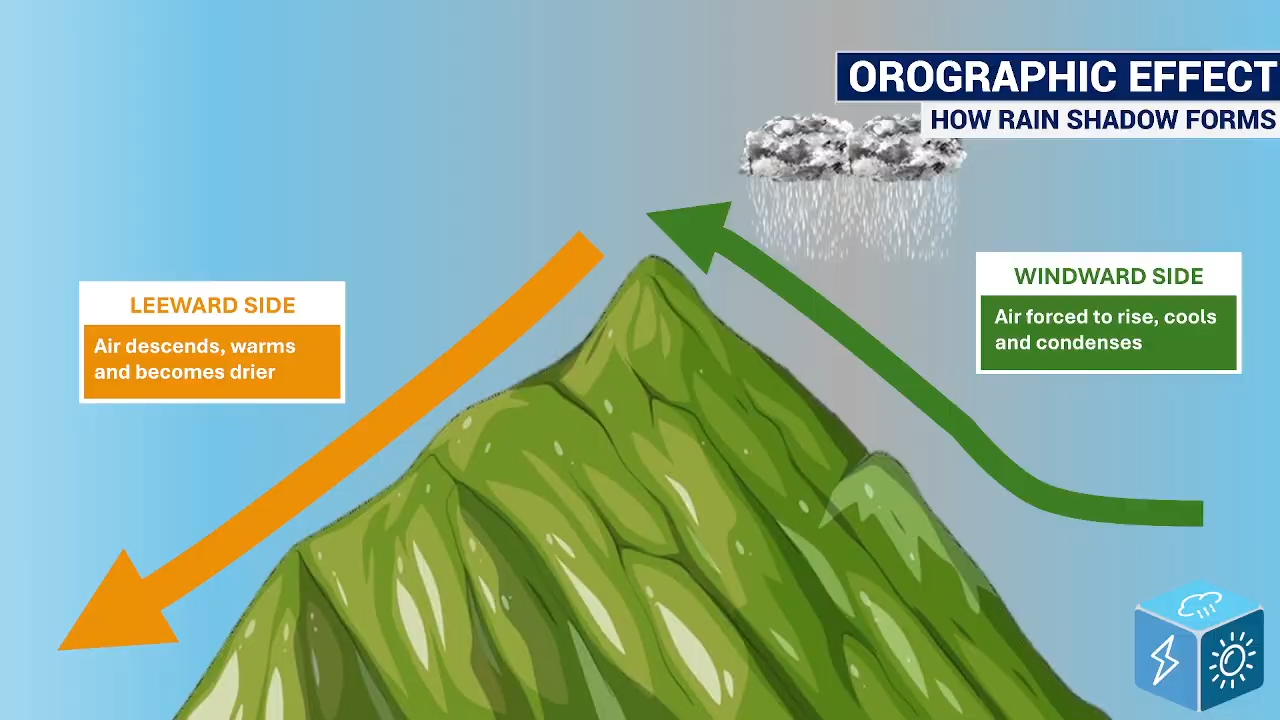 OROGRAPHIC EFFECT
HOW RAIN SHADOW FORMS
WINDWARD SIDE
Air forced to rise, cools
and condenses
LEEWARD SIDE
Air descends, warms
and becomes drier